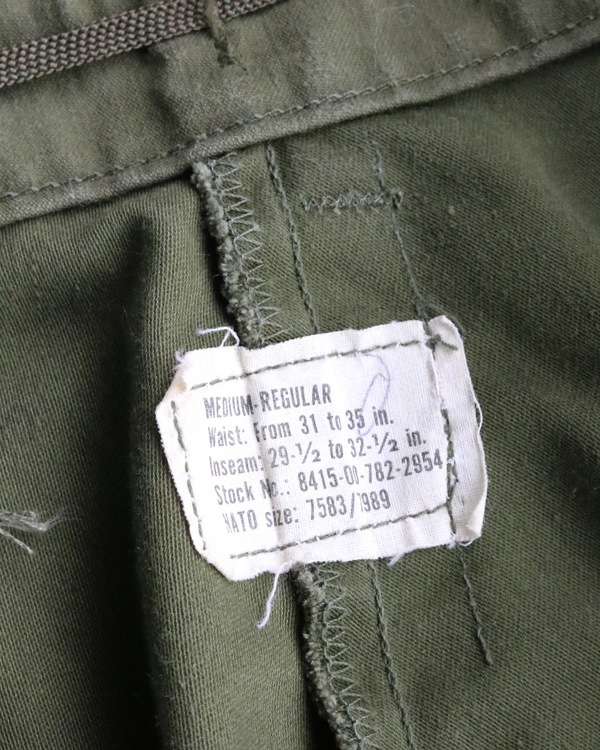 MEDIUM-REGULAR
Waist: From 31 to 35 in.
Inseam: 29-½ to 32-½ in.
Stock No.: 8415-00-782-2954
NATO size: 7583/1989